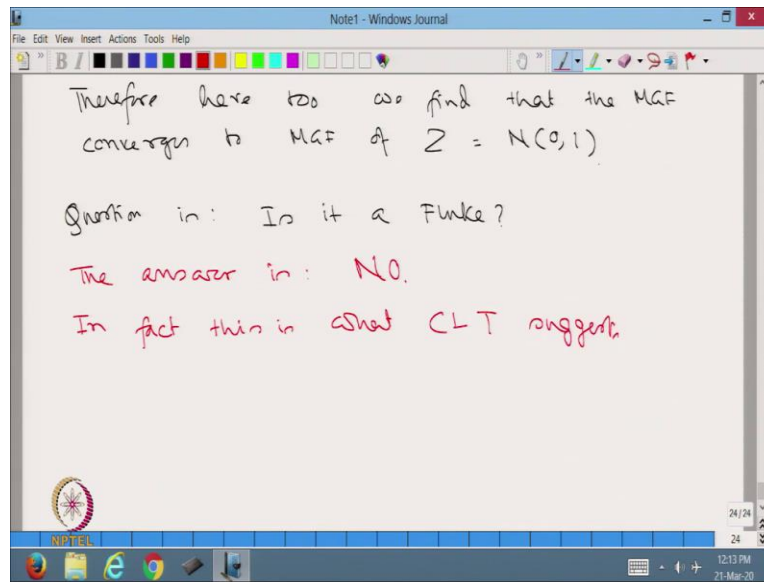 Note1 - Windows Journal
File Edit View Insert Actions Tools Help
Therefore here too we find that the MGF
converges to MGF of Z = N(0,1)
Question is: Is it a Fluke?
The answer is: NO.
In fact this is what CLT suggests.
NPTEL
24/24
24
12:13 PM
21-Mar-20